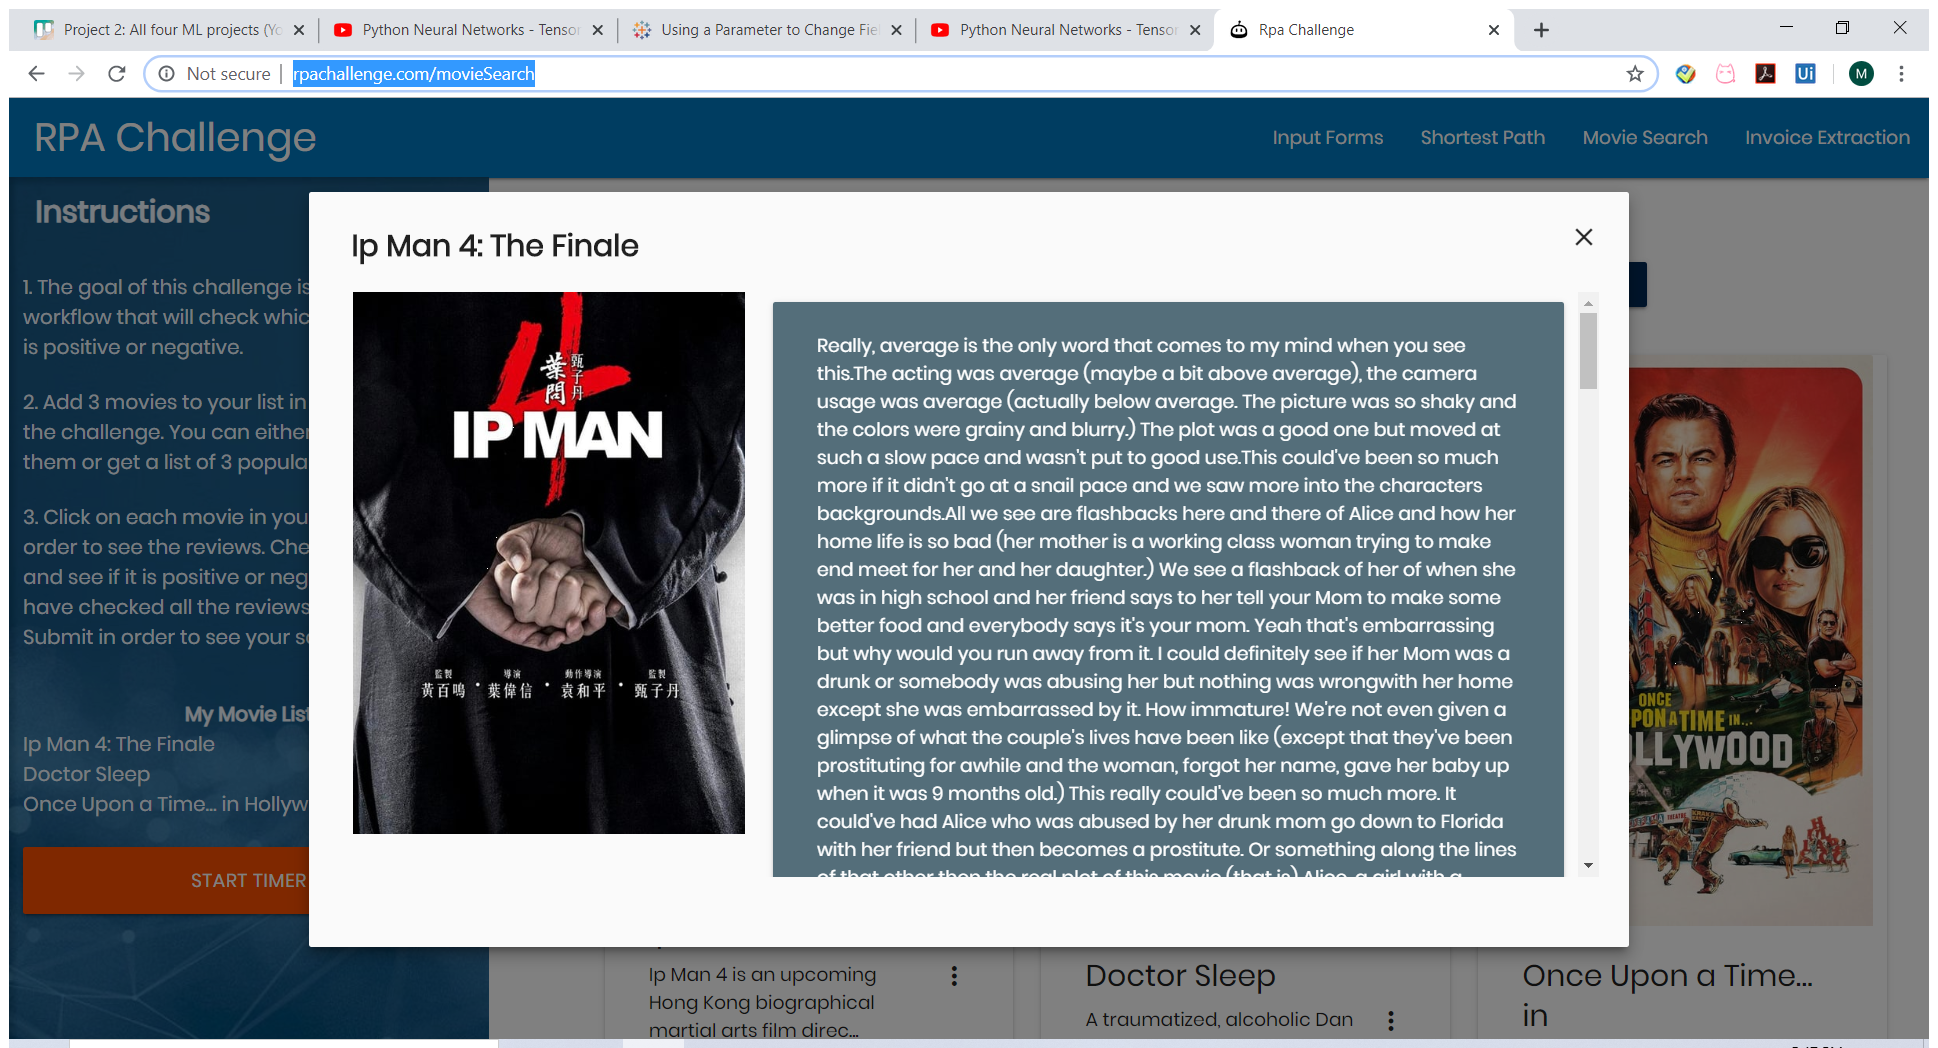 Project 2: All four ML projects (Yo
Python Neural Networks - Tensor
Using a Parameter to Change Fiel
Python Neural Networks - Tensor
Rpa Challenge
Not secure
rpachallenge.com/movieSearch
Ui
M
RPA Challenge
Input Forms
Shortest Path
Movie Search
Invoice Extraction
Instructions
1. The goal of this challenge is
workflow that will check whic
is positive or negative.
2. Add 3 movies to your list in
the challenge. You can either
them or get a list of 3 popula
3. Click on each movie in you
order to see the reviews. Che
and see if it is positive or neg
have checked all the reviews
Submit in order to see your s
My Movie List
Ip Man 4: The Finale
Doctor Sleep
Once Upon a Time... in Hollyw
START TIMER
Ip Man 4: The Finale
4
葉問
甄子丹
IP MAN
監製 導演 動作導演 監製
黃百鳴 · 葉偉信 · 袁和平 · 甄子丹
Really, average is the only word that comes to my mind when you see
this.The acting was average (maybe a bit above average), the camera
usage was average (actually below average. The picture was so shaky and
the colors were grainy and blurry.) The plot was a good one but moved at
such a slow pace and wasn't put to good use.This could've been so much
more if it didn't go at a snail pace and we saw more into the characters
backgrounds.All we see are flashbacks here and there of Alice and how her
home life is so bad (her mother is a working class woman trying to make
end meet for her and her daughter.) We see a flashback of her of when she
was in high school and her friend says to her tell your Mom to make some
better food and everybody says it's your mom. Yeah that's embarrassing
but why would you run away from it. I could definitely see if her Mom was a
drunk or somebody was abusing her but nothing was wrongwith her home
except she was embarrassed by it. How immature! We're not even given a
glimpse of what the couple's lives have been like (except that they've been
prostituting for awhile and the woman, forgot her name, gave her baby up
when it was 9 months old.) This really could've been so much more. It
could've had Alice who was abused by her drunk mom go down to Florida
with her friend but then becomes a prostitute. Or something along the lines
of that other then the real plot of this movie (that is) Alice, a girl with a
ONCE
PON A TIME IN...
LLYWOOD
Ip Man 4 is an upcoming
Hong Kong biographical
martial arts film direc...
Doctor Sleep
A traumatized, alcoholic Dan
Once Upon a Time...
in